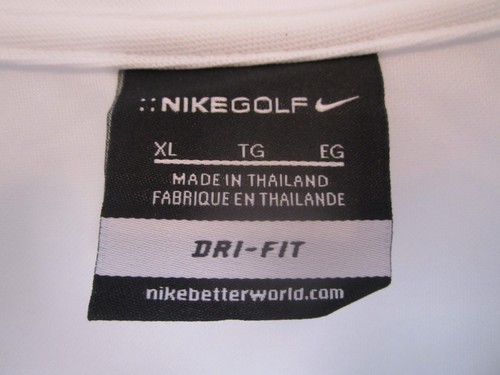 ::NIKEGOLF
XL TG EG
MADE IN THAILAND
FABRIQUE EN THAILANDE
DRI-FIT
nikebetterworld.com